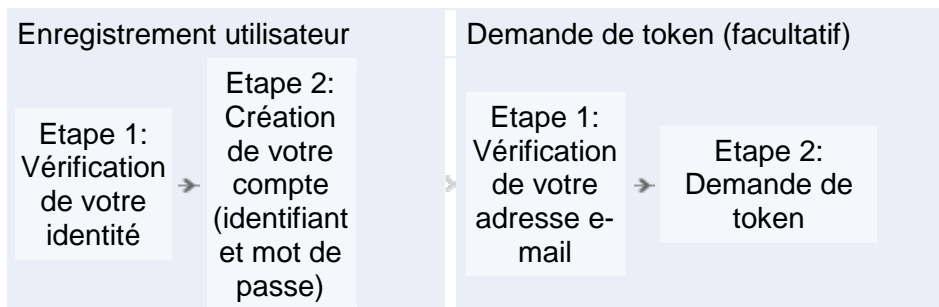 Enregistrement utilisateur
Etape 1:
Vérification
de votre
identité
Etape 2:
Création
de votre
compte
(identifiant
et mot de
passe)
Demande de token (facultatif)
Etape 1:
Vérification
de votre
adresse e-
mail
Etape 2:
Demande de
token